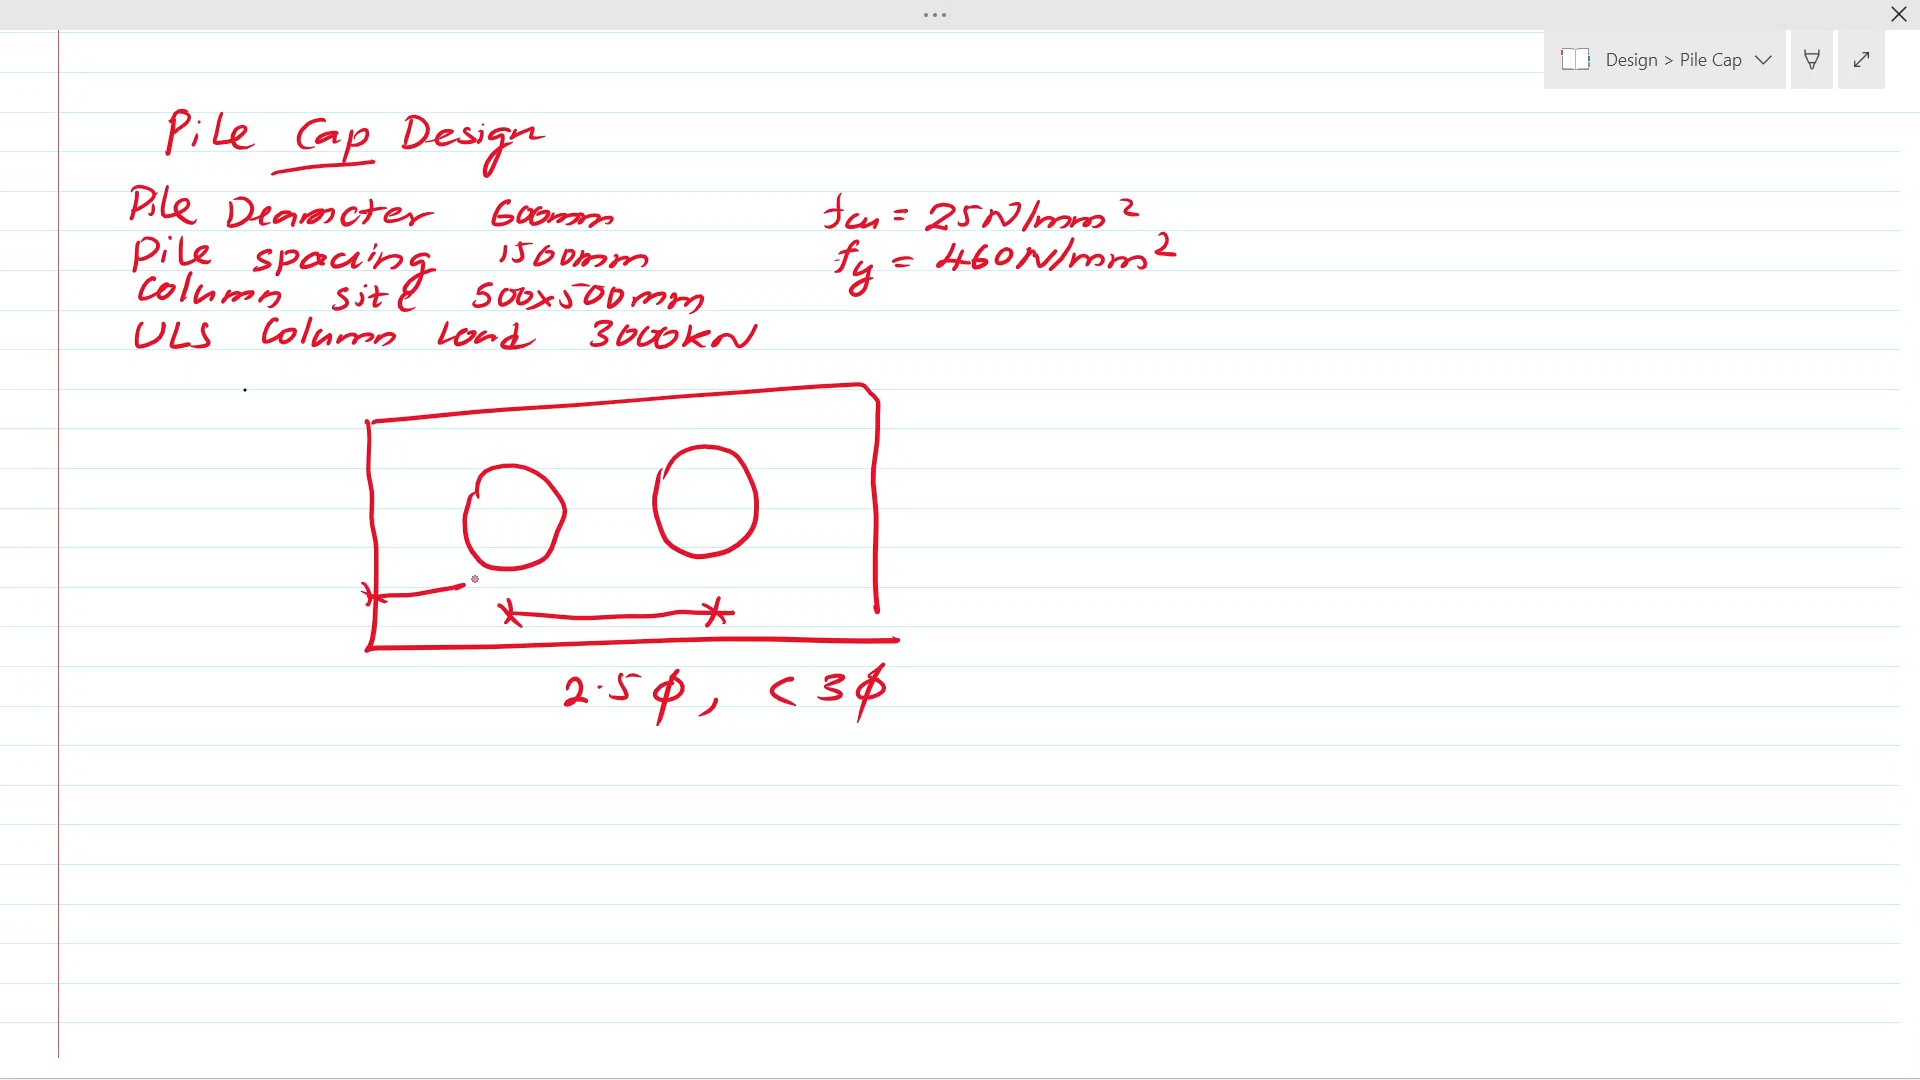 Design > Pile Cap
Pile Cap Design
Pile Deameter 600mm
Pile spacing 1500mm
Column site 500x500mm
ULS Column Load 3000kN
fcu = 25N/mm²
fy = 460N/mm²
2.5ϕ, < 3ϕ